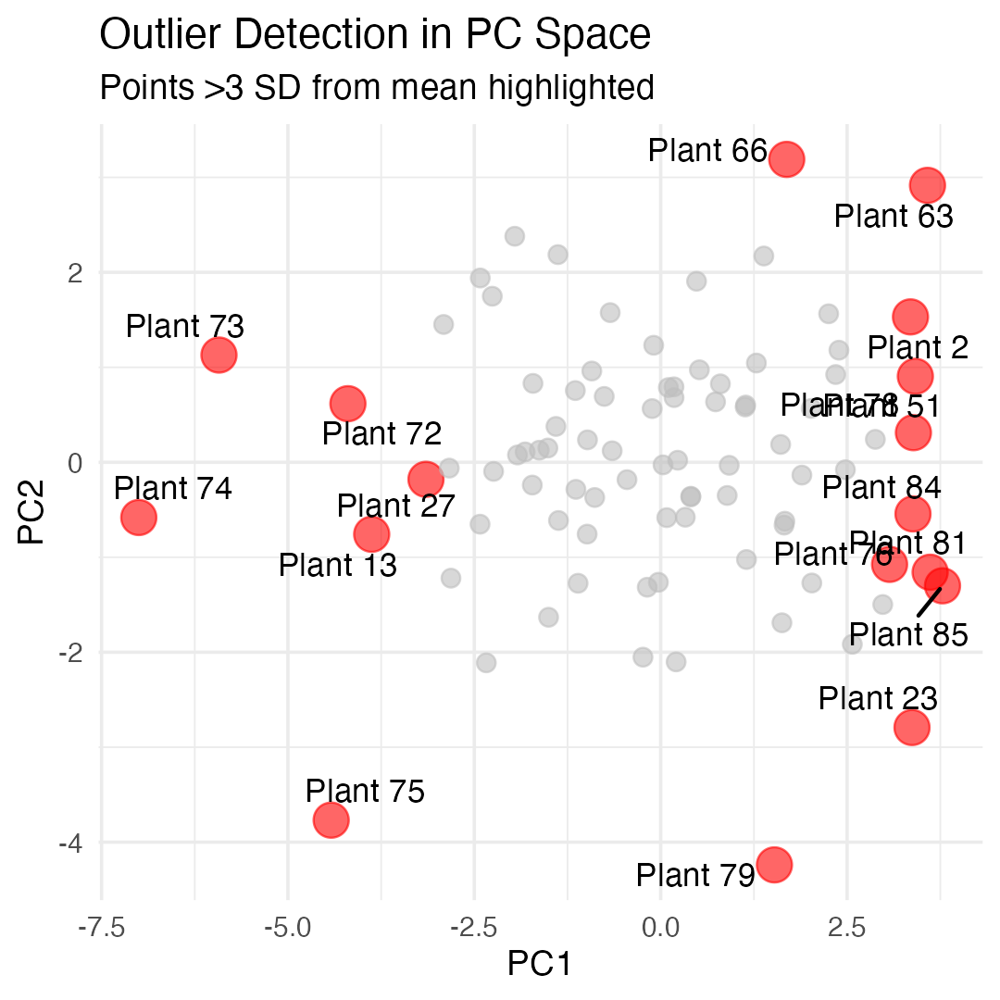 Outlier Detection in PC Space
Points >3 SD from mean highlighted
Plant 66
Plant 63
2
Plant 73
Plant 2
Plant 51
Plant 72
0
Plant 74
Plant 84
Plant 27
Plant 81
Plant 76
Plant 13
Plant 85
-2
Plant 23
Plant 75
-4
Plant 79
-7.5
-5.0
-2.5
0.0
2.5
PC1
PC2